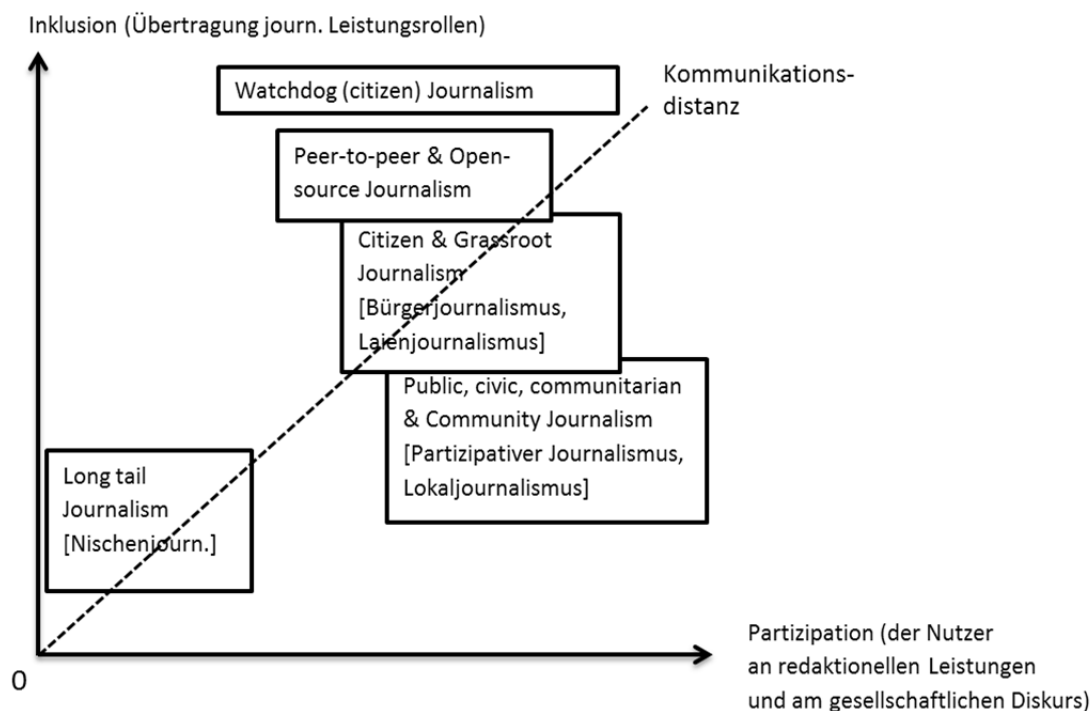 Inklusion (Übertragung journ. Leistungsrollen)
Watchdog (citizen) Journalism
Kommunikations-
distanz
Peer-to-peer & Open-
source Journalism
Citizen & Grassroot
Journalism
[Bürgerjournalismus,
Laienjournalismus]
Public, civic, communitarian
& Community Journalism
[Partizipativer Journalismus,
Lokaljournalismus]
Long tail
Journalism
[Nischenjourn.]
Partizipation (der Nutzer
an redaktionellen Leistungen
und am gesellschaftlichen Diskurs)
0